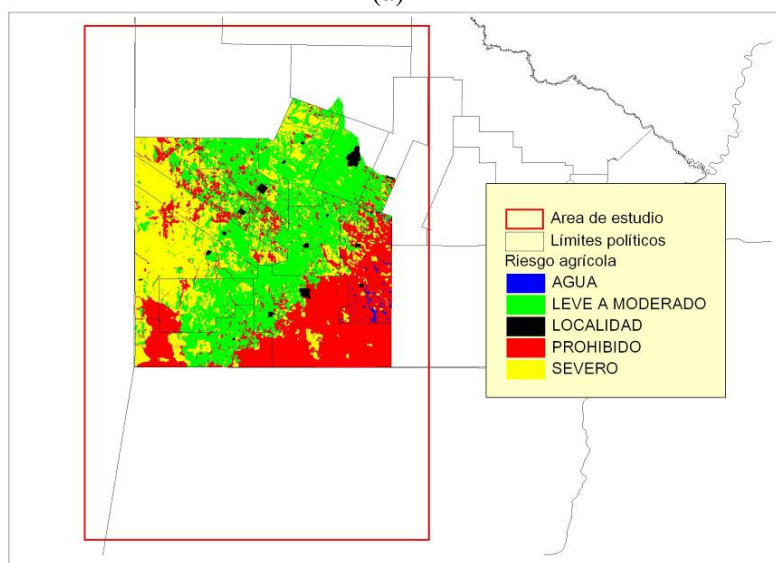 (a)
Area de estudio
Límites políticos
Riesgo agrícola
AGUA
LEVE A MODERADO
LOCALIDAD
PROHIBIDO
SEVERO